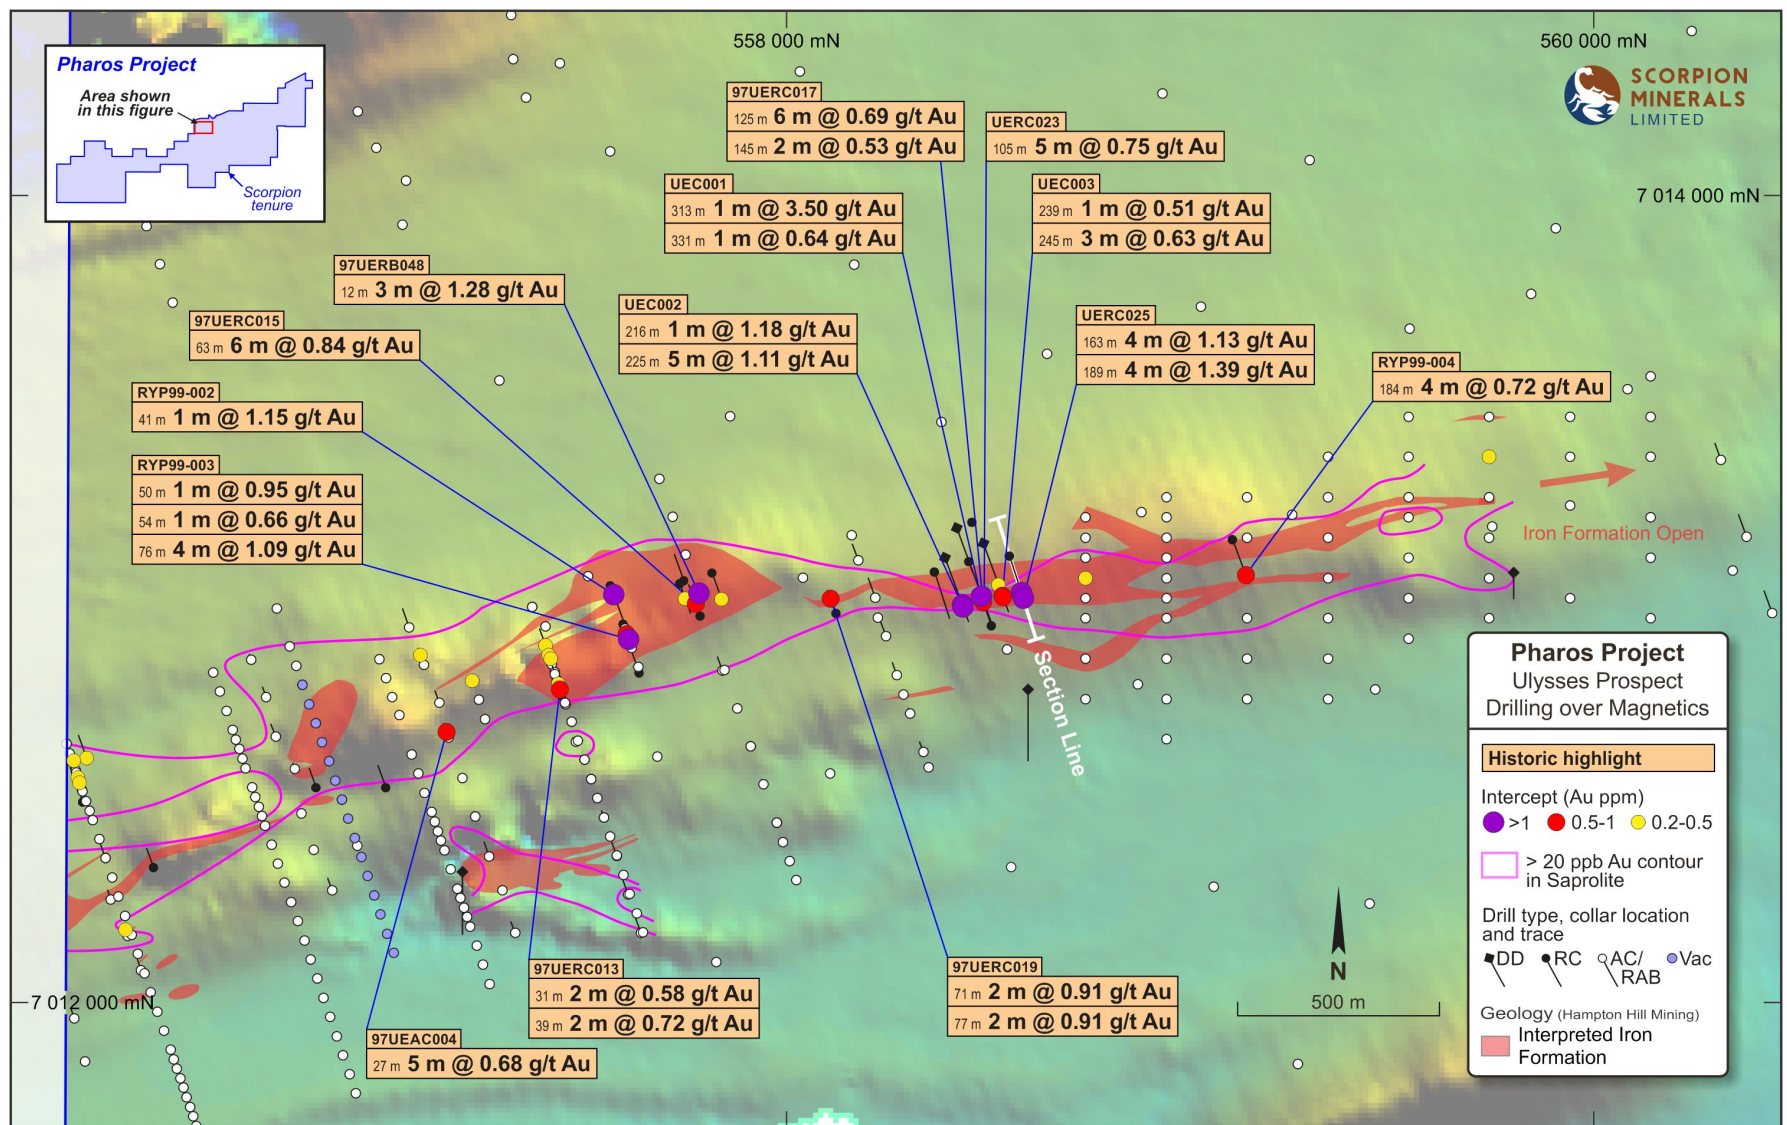 558 000 mN
560 000 mN
Pharos Project
Area shown
in this figure
Scorpion
tenure
SCORPION
MINERALS
LIMITED
7 014 000 mN
97UERC017
125 m 6 m @ 0.69 g/t Au
145 m 2 m @ 0.53 g/t Au
UERC023
105 m 5 m @ 0.75 g/t Au
UEC001
313 m 1 m @ 3.50 g/t Au
331 m 1 m @ 0.64 g/t Au
UEC003
239 m 1 m @ 0.51 g/t Au
245 m 3 m @ 0.63 g/t Au
97UERB048
12 m 3 m @ 1.28 g/t Au
UEC002
216 m 1 m @ 1.18 g/t Au
225 m 5 m @ 1.11 g/t Au
97UERC015
63 m 6 m @ 0.84 g/t Au
UERC025
163 m 4 m @ 1.13 g/t Au
189 m 4 m @ 1.39 g/t Au
RYP99-004
184 m 4 m @ 0.72 g/t Au
RYP99-002
41 m 1 m @ 1.15 g/t Au
RYP99-003
50 m 1 m @ 0.95 g/t Au
54 m 1 m @ 0.66 g/t Au
76 m 4 m @ 1.09 g/t Au
Iron Formation Open
Section Line
97UERC013
31 m 2 m @ 0.58 g/t Au
39 m 2 m @ 0.72 g/t Au
97UERC019
71 m 2 m @ 0.91 g/t Au
77 m 2 m @ 0.91 g/t Au
97UEAC004
27 m 5 m @ 0.68 g/t Au
7 012 000 mN
N
500 m
Pharos Project
Ulysses Prospect
Drilling over Magnetics
Historic highlight
Intercept (Au ppm)
>1 0.5-1 0.2-0.5
> 20 ppb Au contour
in Saprolite
Drill type, collar location
and trace
DD RC AC/ Vac
RAB
Geology (Hampton Hill Mining)
Interpreted Iron
Formation